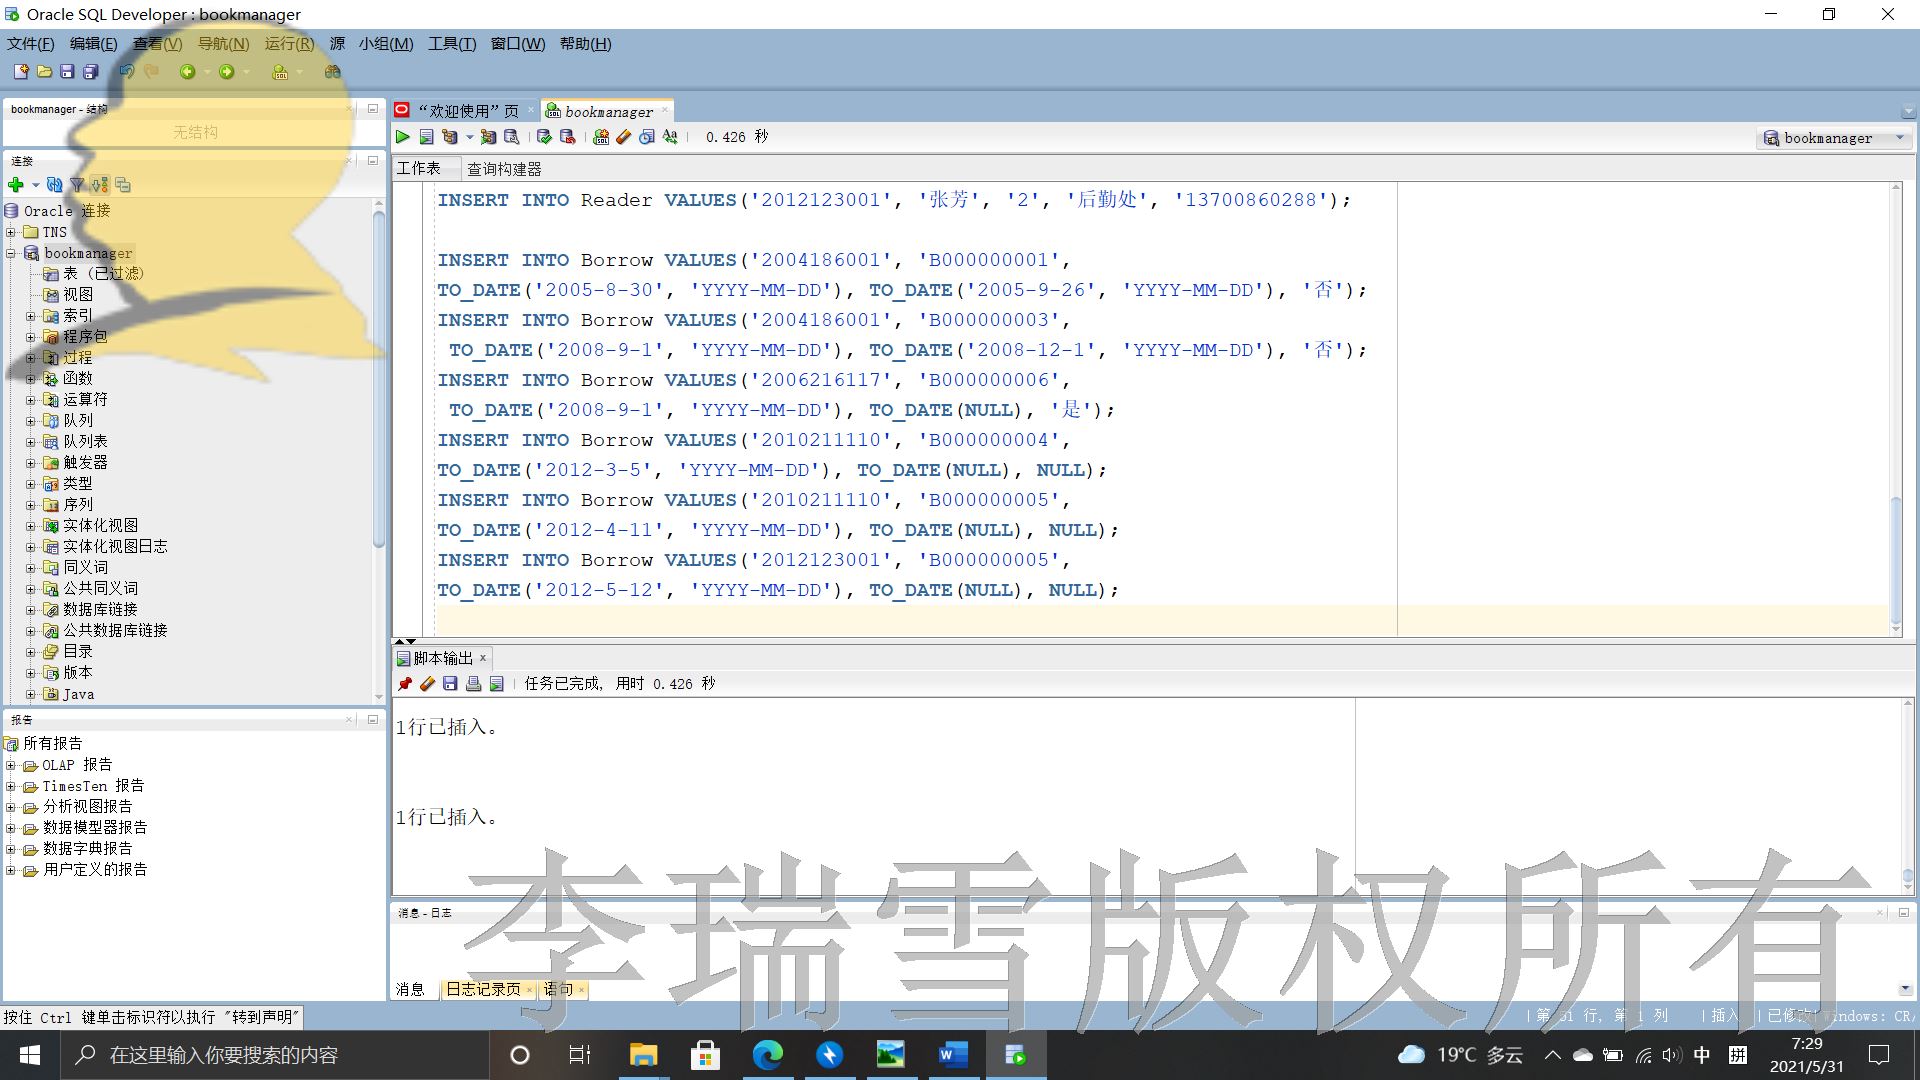 Oracle SQL Developer : bookmanager
文件(F) 编辑(E) 查看(V) 导航(N) 运行(R) 源 小组(M) 工具(T) 窗口(W) 帮助(H)
bookmanager - 结构
无结构
连接
Oracle 连接
TNS
bookmanager
表 (已过滤)
视图
索引
程序包
过程
函数
运算符
队列
队列表
触发器
类型
序列
实体化视图
实体化视图日志
同义词
公共同义词
数据库链接
公共数据库链接
目录
版本
Java
报告
所有报告
OLAP 报告
TimesTen 报告
分析视图报告
数据模型器报告
数据字典报告
用户定义的报告
“欢迎使用”页 bookmanager
0.426 秒
bookmanager
工作表 查询构建器
INSERT INTO Reader VALUES('2012123001', '张芳', '2', '后勤处', '13700860288');
INSERT INTO Borrow VALUES('2004186001', 'B000000001',
TO_DATE('2005-8-30', 'YYYY-MM-DD'), TO_DATE('2005-9-26', 'YYYY-MM-DD'), '否');
INSERT INTO Borrow VALUES('2004186001', 'B000000003',
TO_DATE('2008-9-1', 'YYYY-MM-DD'), TO_DATE('2008-12-1', 'YYYY-MM-DD'), '否');
INSERT INTO Borrow VALUES('2006216117', 'B000000006',
TO_DATE('2008-9-1', 'YYYY-MM-DD'), TO_DATE(NULL), '是');
INSERT INTO Borrow VALUES('2010211110', 'B000000004',
TO_DATE('2012-3-5', 'YYYY-MM-DD'), TO_DATE(NULL), NULL);
INSERT INTO Borrow VALUES('2010211110', 'B000000005',
TO_DATE('2012-4-11', 'YYYY-MM-DD'), TO_DATE(NULL), NULL);
INSERT INTO Borrow VALUES('2012123001', 'B000000005',
TO_DATE('2012-5-12', 'YYYY-MM-DD'), TO_DATE(NULL), NULL);
脚本输出
任务已完成, 用时 0.426 秒
1行已插入。
1行已插入。
李瑞雪版权所有
消息 - 日志
消息 日志记录页 语句
按住 Ctrl 键单击标识符以执行 "转到声明"
第 31 行, 第 1 列 插入 已修改 Windows: CR/
在这里输入你要搜索的内容
19℃ 多云
中 拼
7:29
2021/5/31